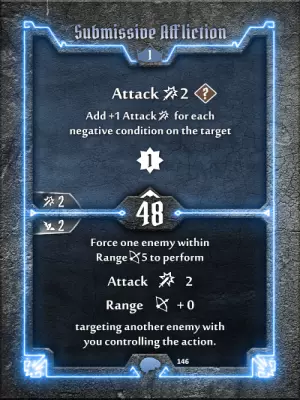 Submissive Affliction
1
Attack 2 ?
Add +1 Attack for each
negative condition on the target
1
2
48
2
Force one enemy within
Range 5 to perform
Attack 2
Range + 0
targeting another enemy with
you controlling the action.
146